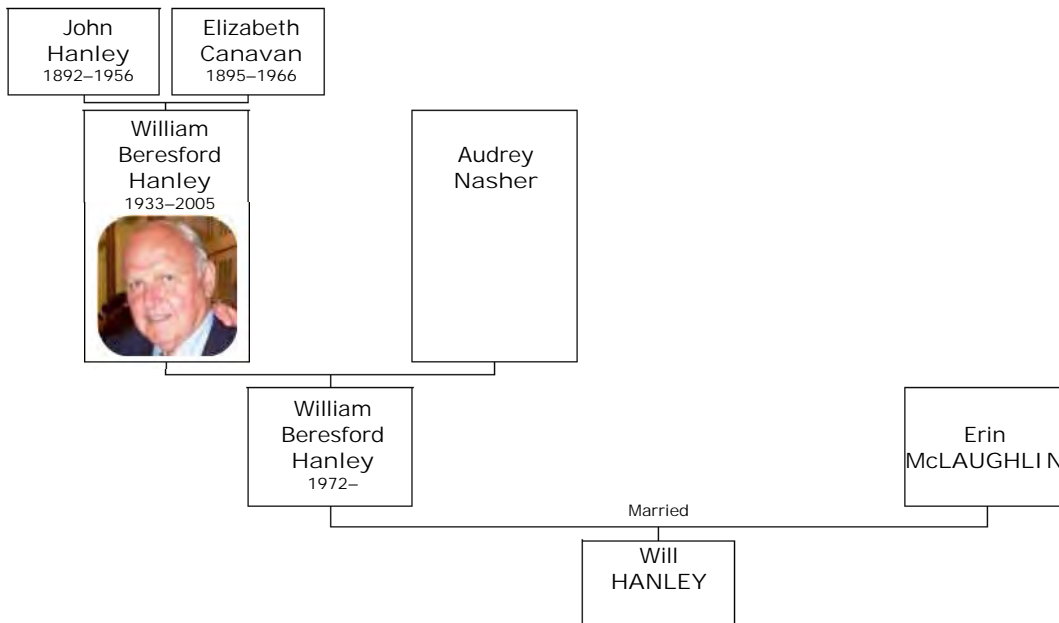 John
Hanley
1892–1956
Elizabeth
Canavan
1895–1966
William
Beresford
Hanley
1933–2005
Audrey
Nasher
William
Beresford
Hanley
1972–
Erin
McLAUGHLIN
Married
Will
HANLEY